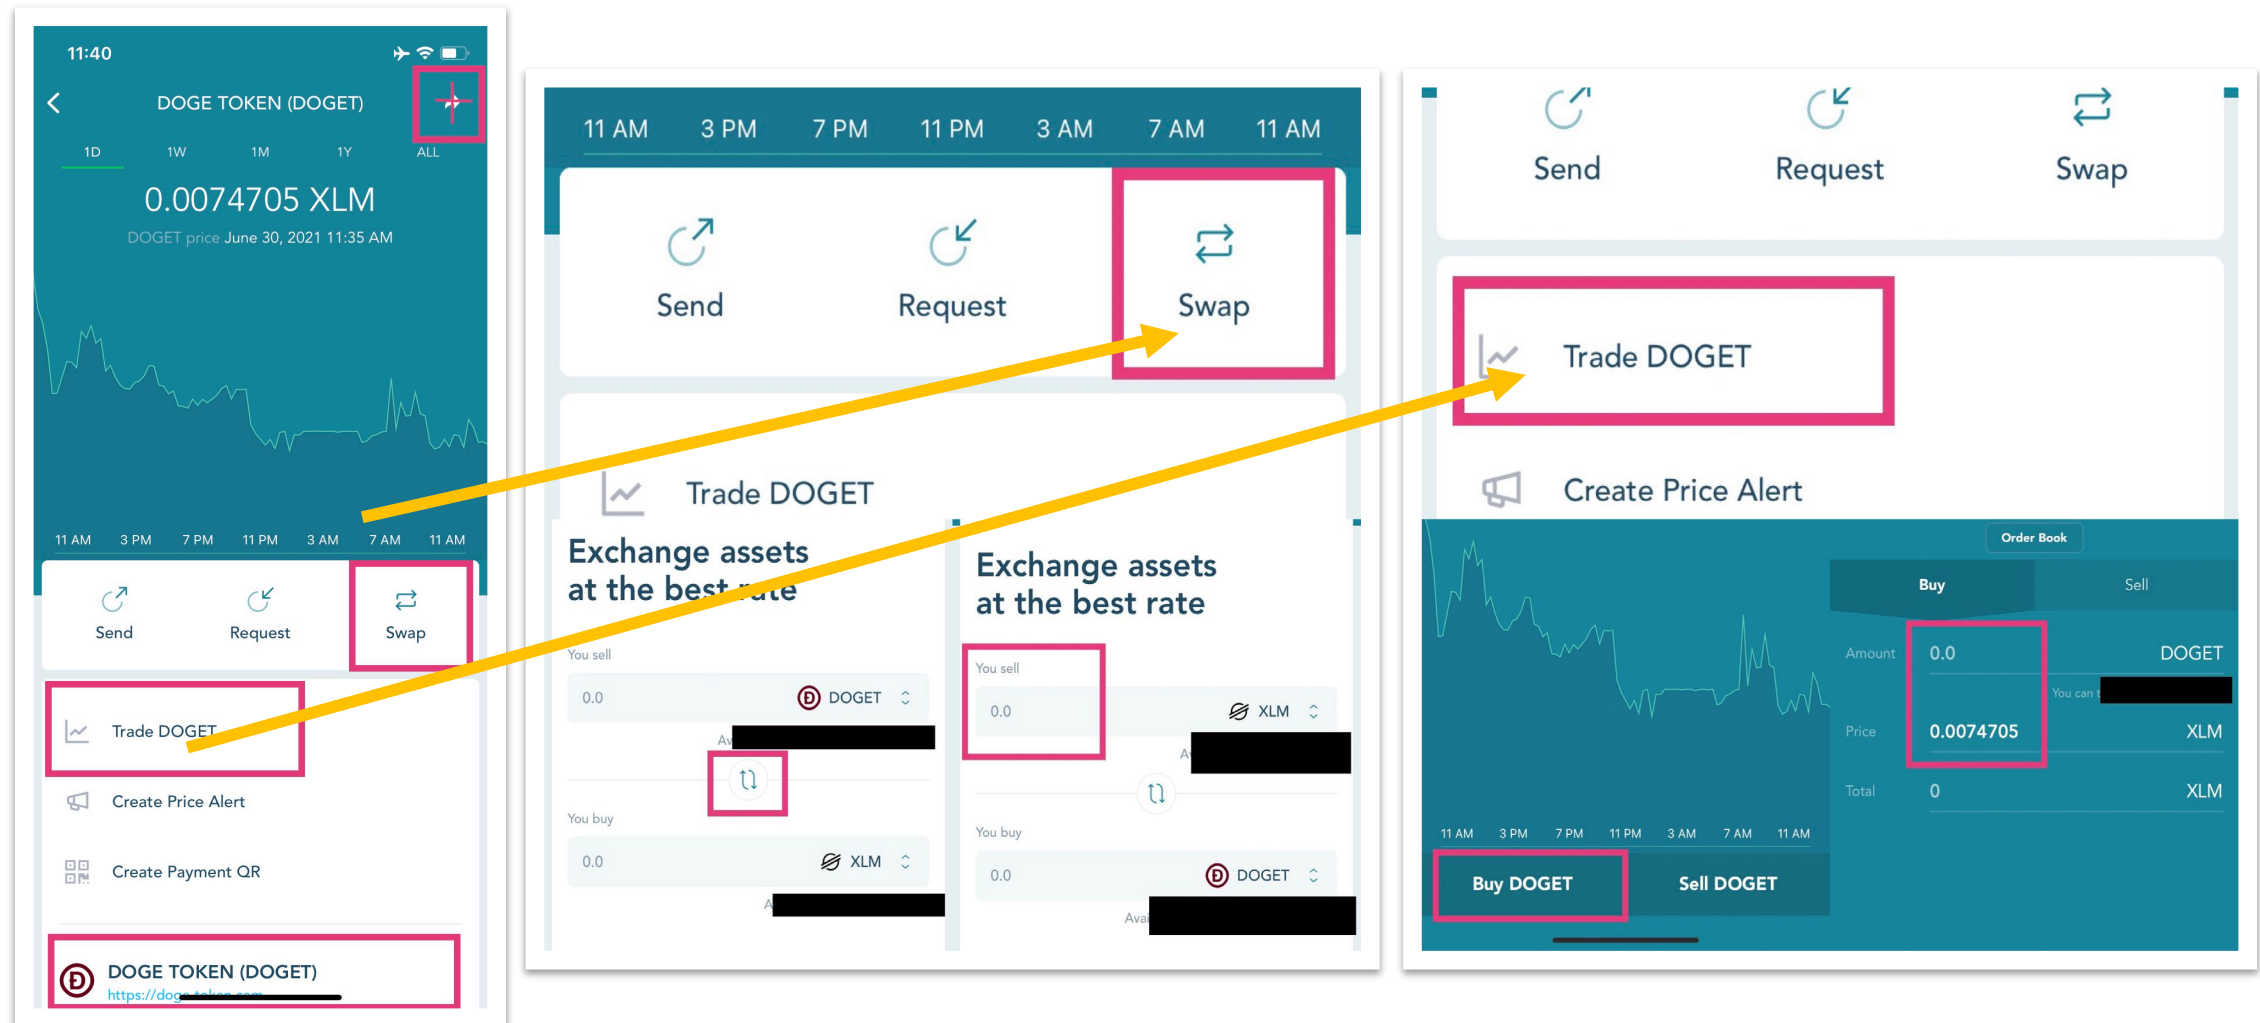 11:40
DOGE TOKEN (DOGET)
1D 1W 1M 1Y ALL
0.0074705 XLM
DOGET price June 30, 2021 11:35 AM
11 AM 3 PM 7 PM 11 PM 3 AM 7 AM 11 AM
Send Request Swap
Trade DOGET
Create Price Alert
Create Payment QR
DOGE TOKEN (DOGET)
11 AM 3 PM 7 PM 11 PM 3 AM 7 AM 11 AM
Send Request Swap
Trade DOGET
Exchange assets
at the best rate
You sell
0.0 DOGET
You buy
0.0 XLM
Exchange assets
at the best rate
You sell
0.0 XLM
You buy
0.0 DOGET
Send Request Swap
Trade DOGET
Create Price Alert
11 AM 3 PM 7 PM 11 PM 3 AM 7 AM 11 AM
Buy DOGET Sell DOGET
Order Book
Buy Sell
Amount 0.0 DOGET
You can
Price 0.0074705 XLM
Total 0 XLM